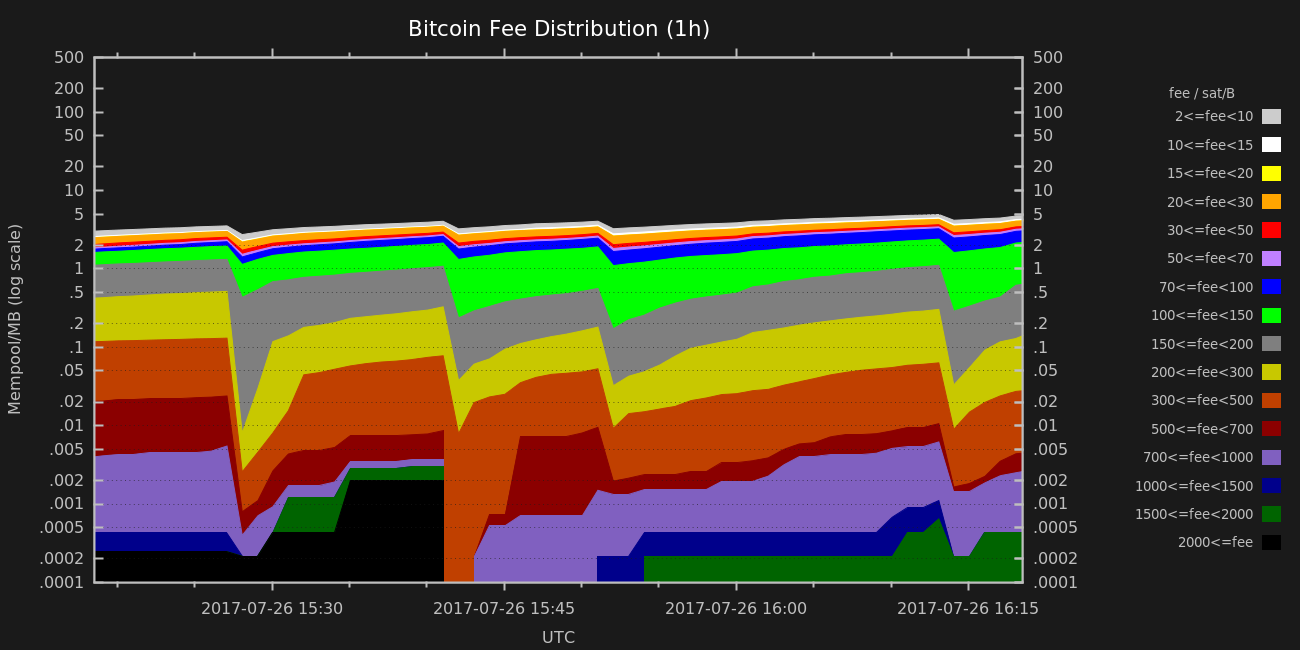 Bitcoin Fee Distribution (1h)
500
200
100
50
20
10
5
2
1
.5
.2
.1
.05
.02
.01
.005
.002
.001
.0005
.0002
.0001
Mempool/MB (log scale)
500
200
100
50
20
10
5
2
1
.5
.2
.1
.05
.02
.01
.005
.002
.001
.0005
.0002
.0001
2017-07-26 15:30 2017-07-26 15:45 2017-07-26 16:00 2017-07-26 16:15
UTC
fee / sat/B
2<=fee<10
10<=fee<15
15<=fee<20
20<=fee<30
30<=fee<50
50<=fee<70
70<=fee<100
100<=fee<150
150<=fee<200
200<=fee<300
300<=fee<500
500<=fee<700
700<=fee<1000
1000<=fee<1500
1500<=fee<2000
2000<=fee